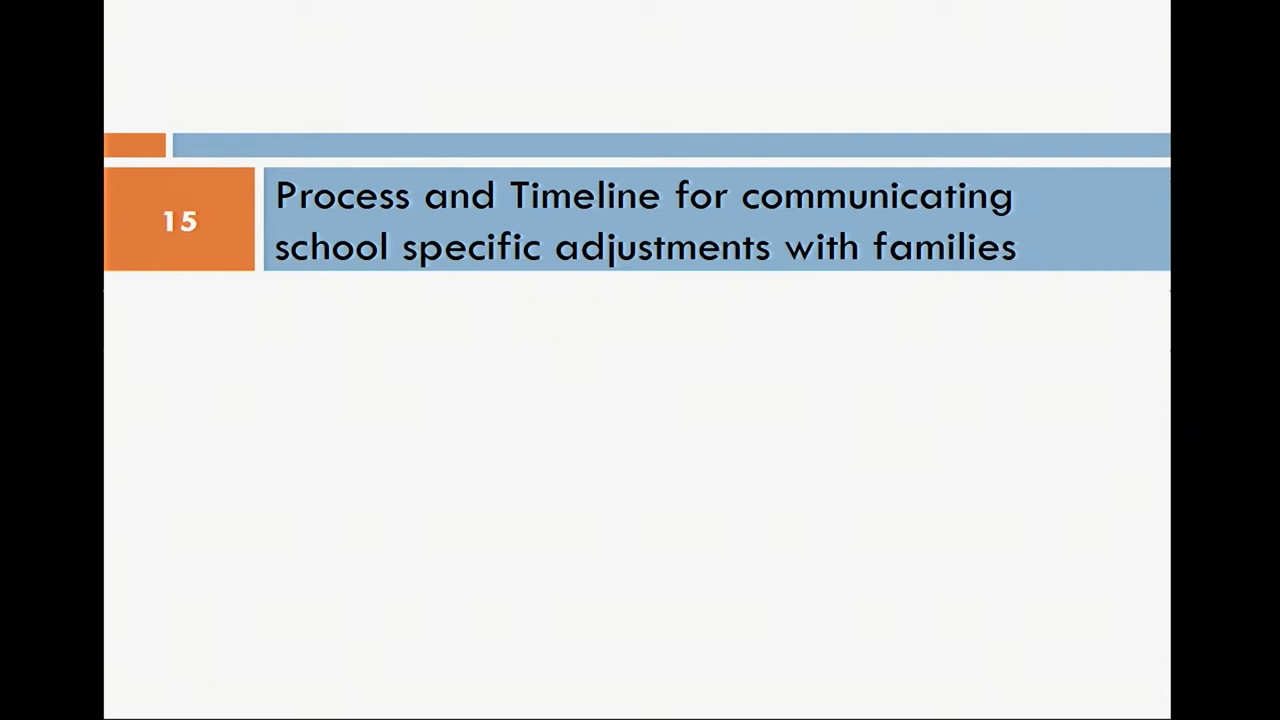 15
Process and Timeline for communicating
school specific adjustments with families